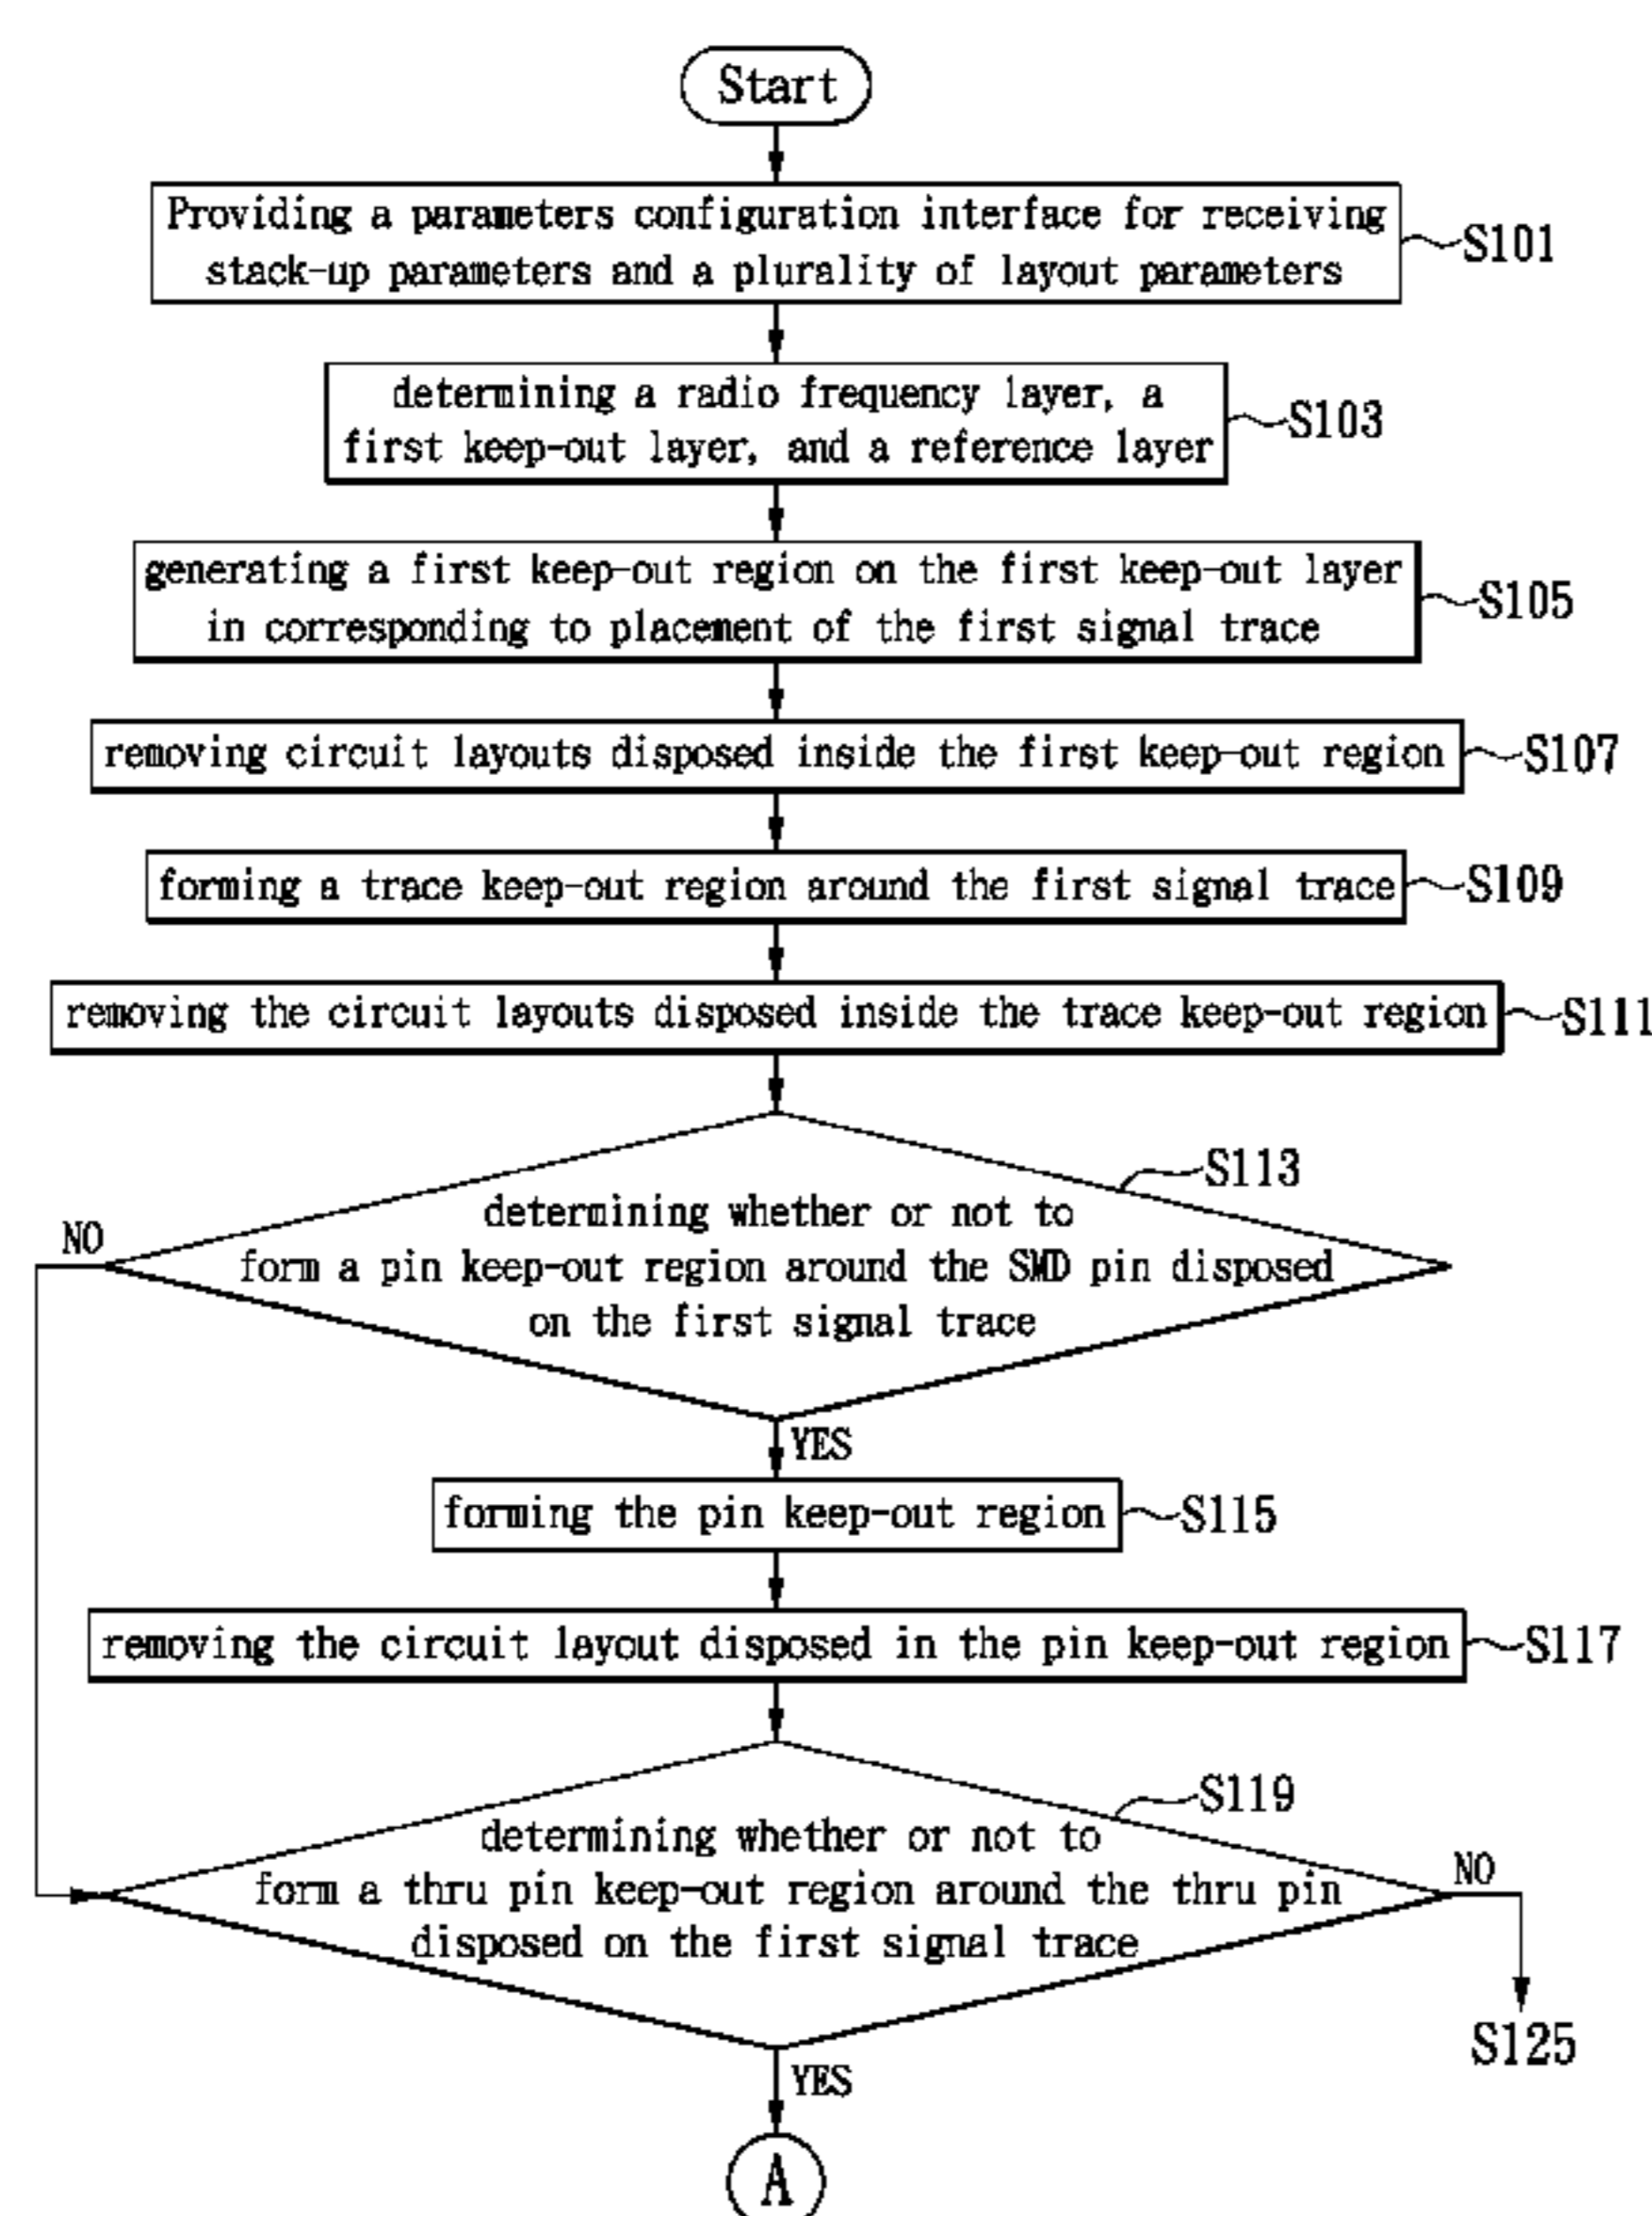 Start
Providing a parameters configuration interface for receiving
stack-up parameters and a plurality of layout parameters
S101
determining a radio frequency layer, a
first keep-out layer, and a reference layer
S103
generating a first keep-out region on the first keep-out layer
in corresponding to placement of the first signal trace
S105
removing circuit layouts disposed inside the first keep-out region
S107
forming a trace keep-out region around the first signal trace
S109
removing the circuit layouts disposed inside the trace keep-out region
S111
S113
determining whether or not to
form a pin keep-out region around the SMD pin disposed
on the first signal trace
NO
YES
forming the pin keep-out region
S115
removing the circuit layout disposed in the pin keep-out region
S117
S119
determining whether or not to
form a thru pin keep-out region around the thru pin
disposed on the first signal trace
NO
S125
YES
A